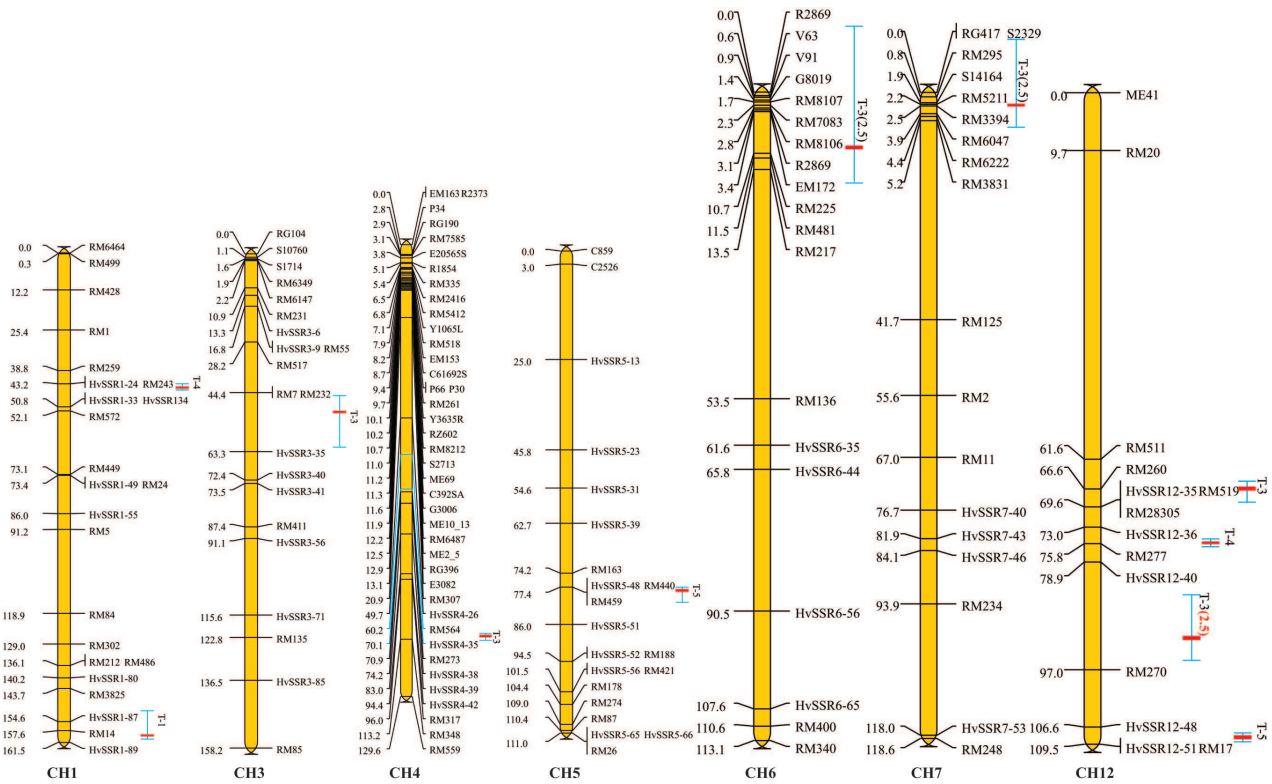 0.0 RM6464
0.3 RM499
12.2 RM428
25.4 RM1
38.8 RM259
43.2 HvSSR1-24 RM243
50.8 HvSSR1-33 HvSSR134
52.1 RM572
73.1 RM449
73.4 HvSSR1-49 RM24
86.0 HvSSR1-55
91.2 RM5
118.9 RM84
129.0 RM302
136.1 RM212 RM486
140.2 HvSSR1-80
143.7 RM3825
154.6 HvSSR1-87
157.6 RM14
161.5 HvSSR1-89
T-4
T-1
CH1
0.0 RG104
1.1 S10760
1.6 S1714
1.9 RM6349
2.2 RM6147
10.9 RM231
13.3 HvSSR3-6
16.8 HvSSR3-9 RM55
28.2 RM517
44.4 RM7 RM232
63.3 HvSSR3-35
72.4 HvSSR3-40
73.5 HvSSR3-41
87.4 RM411
91.1 HvSSR3-56
115.6 HvSSR3-71
122.8 RM135
136.5 HvSSR3-85
158.2 RM85
T-3
CH3
0.0 EM163 R2373
2.8 P34
2.9 RG190
3.1 RM7585
3.8 E20565S
5.1 R1854
5.4 RM335
6.5 RM2416
6.8 RM5412
7.1 Y1065L
7.9 RM518
8.2 EM153
8.7 C61692S
9.4 P66 P30
9.7 RM261
10.1 Y3635R
10.2 RZ602
10.7 RM8212
11.0 S2713
11.2 ME69
11.3 C392SA
11.6 G3006
11.9 ME10_13
12.2 RM6487
12.5 ME2_5
12.9 RG396
13.1 E3082
20.9 RM307
49.7 HvSSR4-26
60.2 RM564
70.1 HvSSR4-35
70.9 RM273
74.2 HvSSR4-38
83.0 HvSSR4-39
94.4 HvSSR4-42
96.0 RM317
113.2 RM348
129.6 RM559
T-3
CH4
0.0 C859
3.0 C2526
25.0 HvSSR5-13
45.8 HvSSR5-23
54.6 HvSSR5-31
62.7 HvSSR5-39
74.2 RM163
77.4 HvSSR5-48 RM440
RM459
86.0 HvSSR5-51
94.5 HvSSR5-52 RM188
101.5 HvSSR5-56 RM421
104.4 RM178
109.0 RM274
110.4 RM87
111.0 HvSSR5-65 HvSSR5-66
RM26
T-5
CH5
0.0 R2869
0.6 V63
0.9 V91
1.4 G8019
1.7 RM8107
2.3 RM7083
2.8 RM8106
3.1 R2869
3.4 EM172
10.7 RM225
11.5 RM481
13.5 RM217
53.5 RM136
61.6 HvSSR6-35
65.8 HvSSR6-44
90.5 HvSSR6-56
107.6 HvSSR6-65
110.6 RM400
113.1 RM340
T-3(2.5)
CH6
0.0 RG417 S2329
0.8 RM295
1.9 S14164
2.2 RM5211
2.5 RM3394
3.9 RM6047
4.4 RM6222
5.2 RM3831
41.7 RM125
55.6 RM2
67.0 RM11
76.7 HvSSR7-40
81.9 HvSSR7-43
84.1 HvSSR7-46
93.9 RM234
118.0 HvSSR7-53
118.6 RM248
T-3(2.5)
CH7
0.0 ME41
9.7 RM20
61.6 RM511
66.6 RM260
69.6 HvSSR12-35 RM519
RM28305
73.0 HvSSR12-36
75.8 RM277
78.9 HvSSR12-40
97.0 RM270
106.6 HvSSR12-48
109.5 HvSSR12-51 RM17
T-3
T-4
T-3(2.5)
T-5
CH12